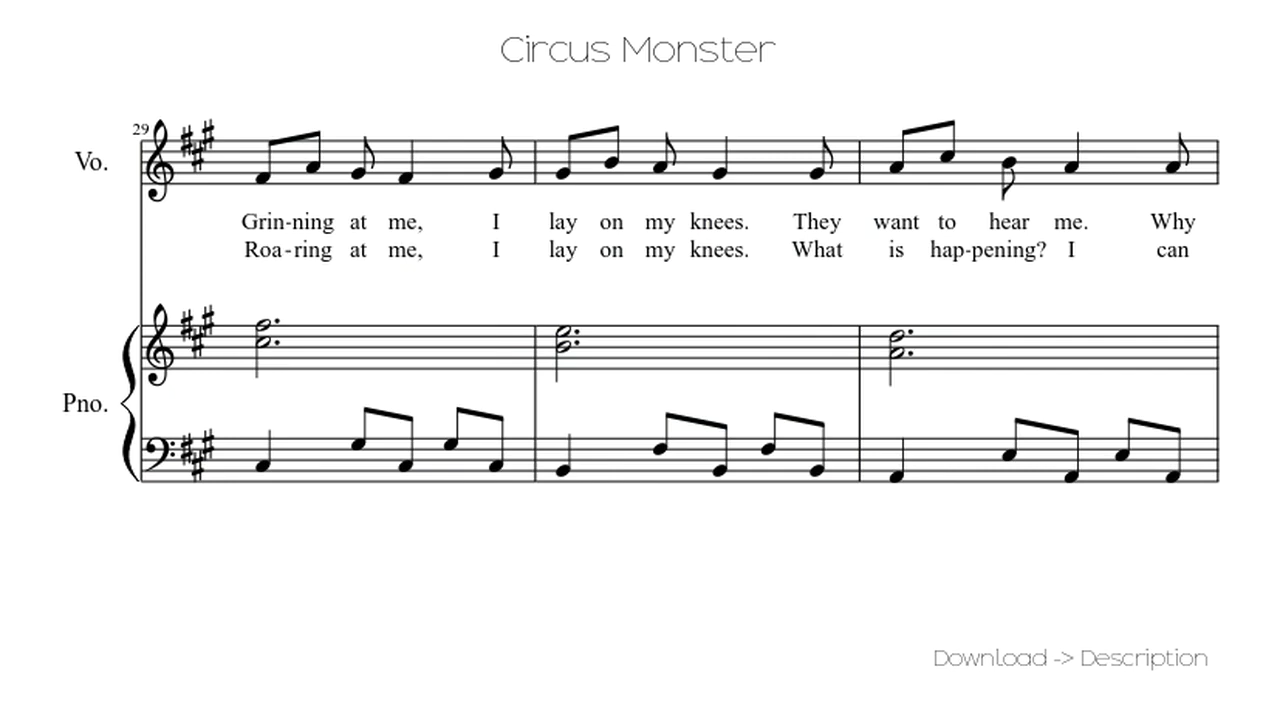 Circus Monster
29
Vo.
Grin-ning at me, I lay on my knees. They want to hear me. Why
Roa-ring at me, I lay on my knees. What is hap-pening? I can
Pno.
Download -> Description